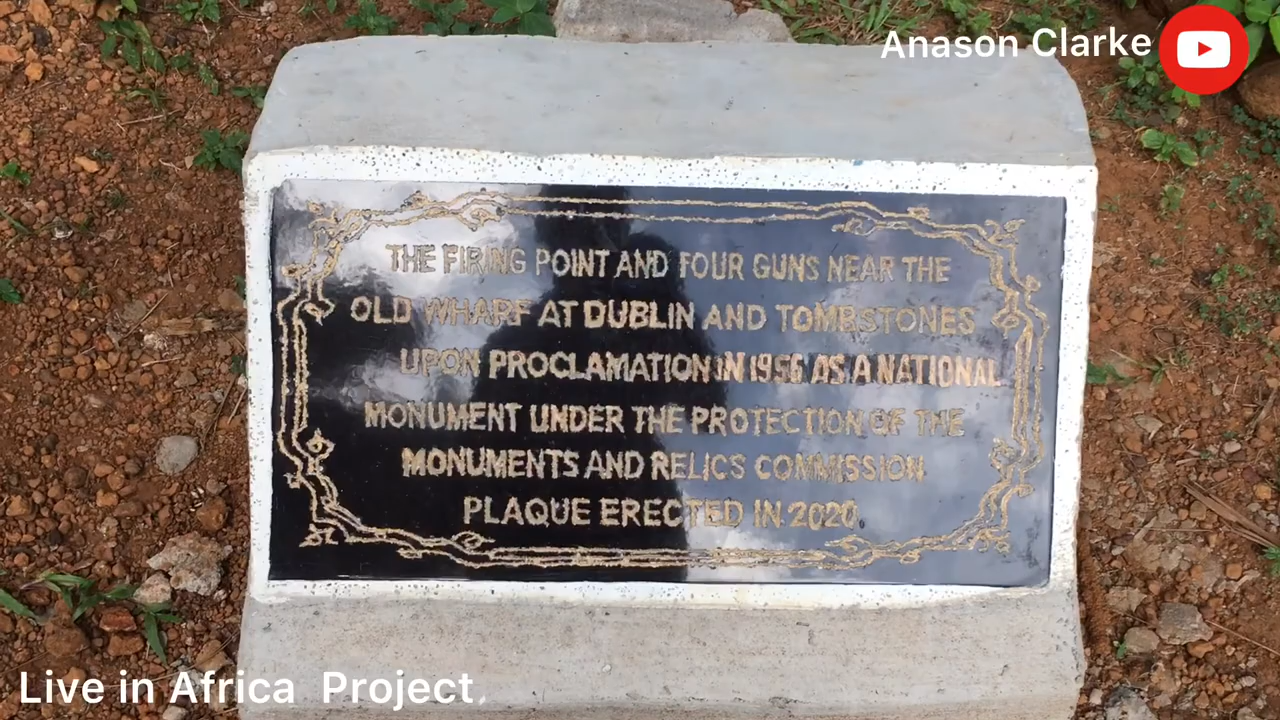 Anason Clarke
THE FIRING POINT AND FOUR GUNS NEAR THE
OLD WHARF AT DUBLIN AND TOMBSTONES
UPON PROCLAMATION IN 1956 AS A NATIONAL
MONUMENT UNDER THE PROTECTION OF THE
MONUMENTS AND RELICS COMMISSION
PLAQUE ERECTED IN 2020.
Live in Africa Project